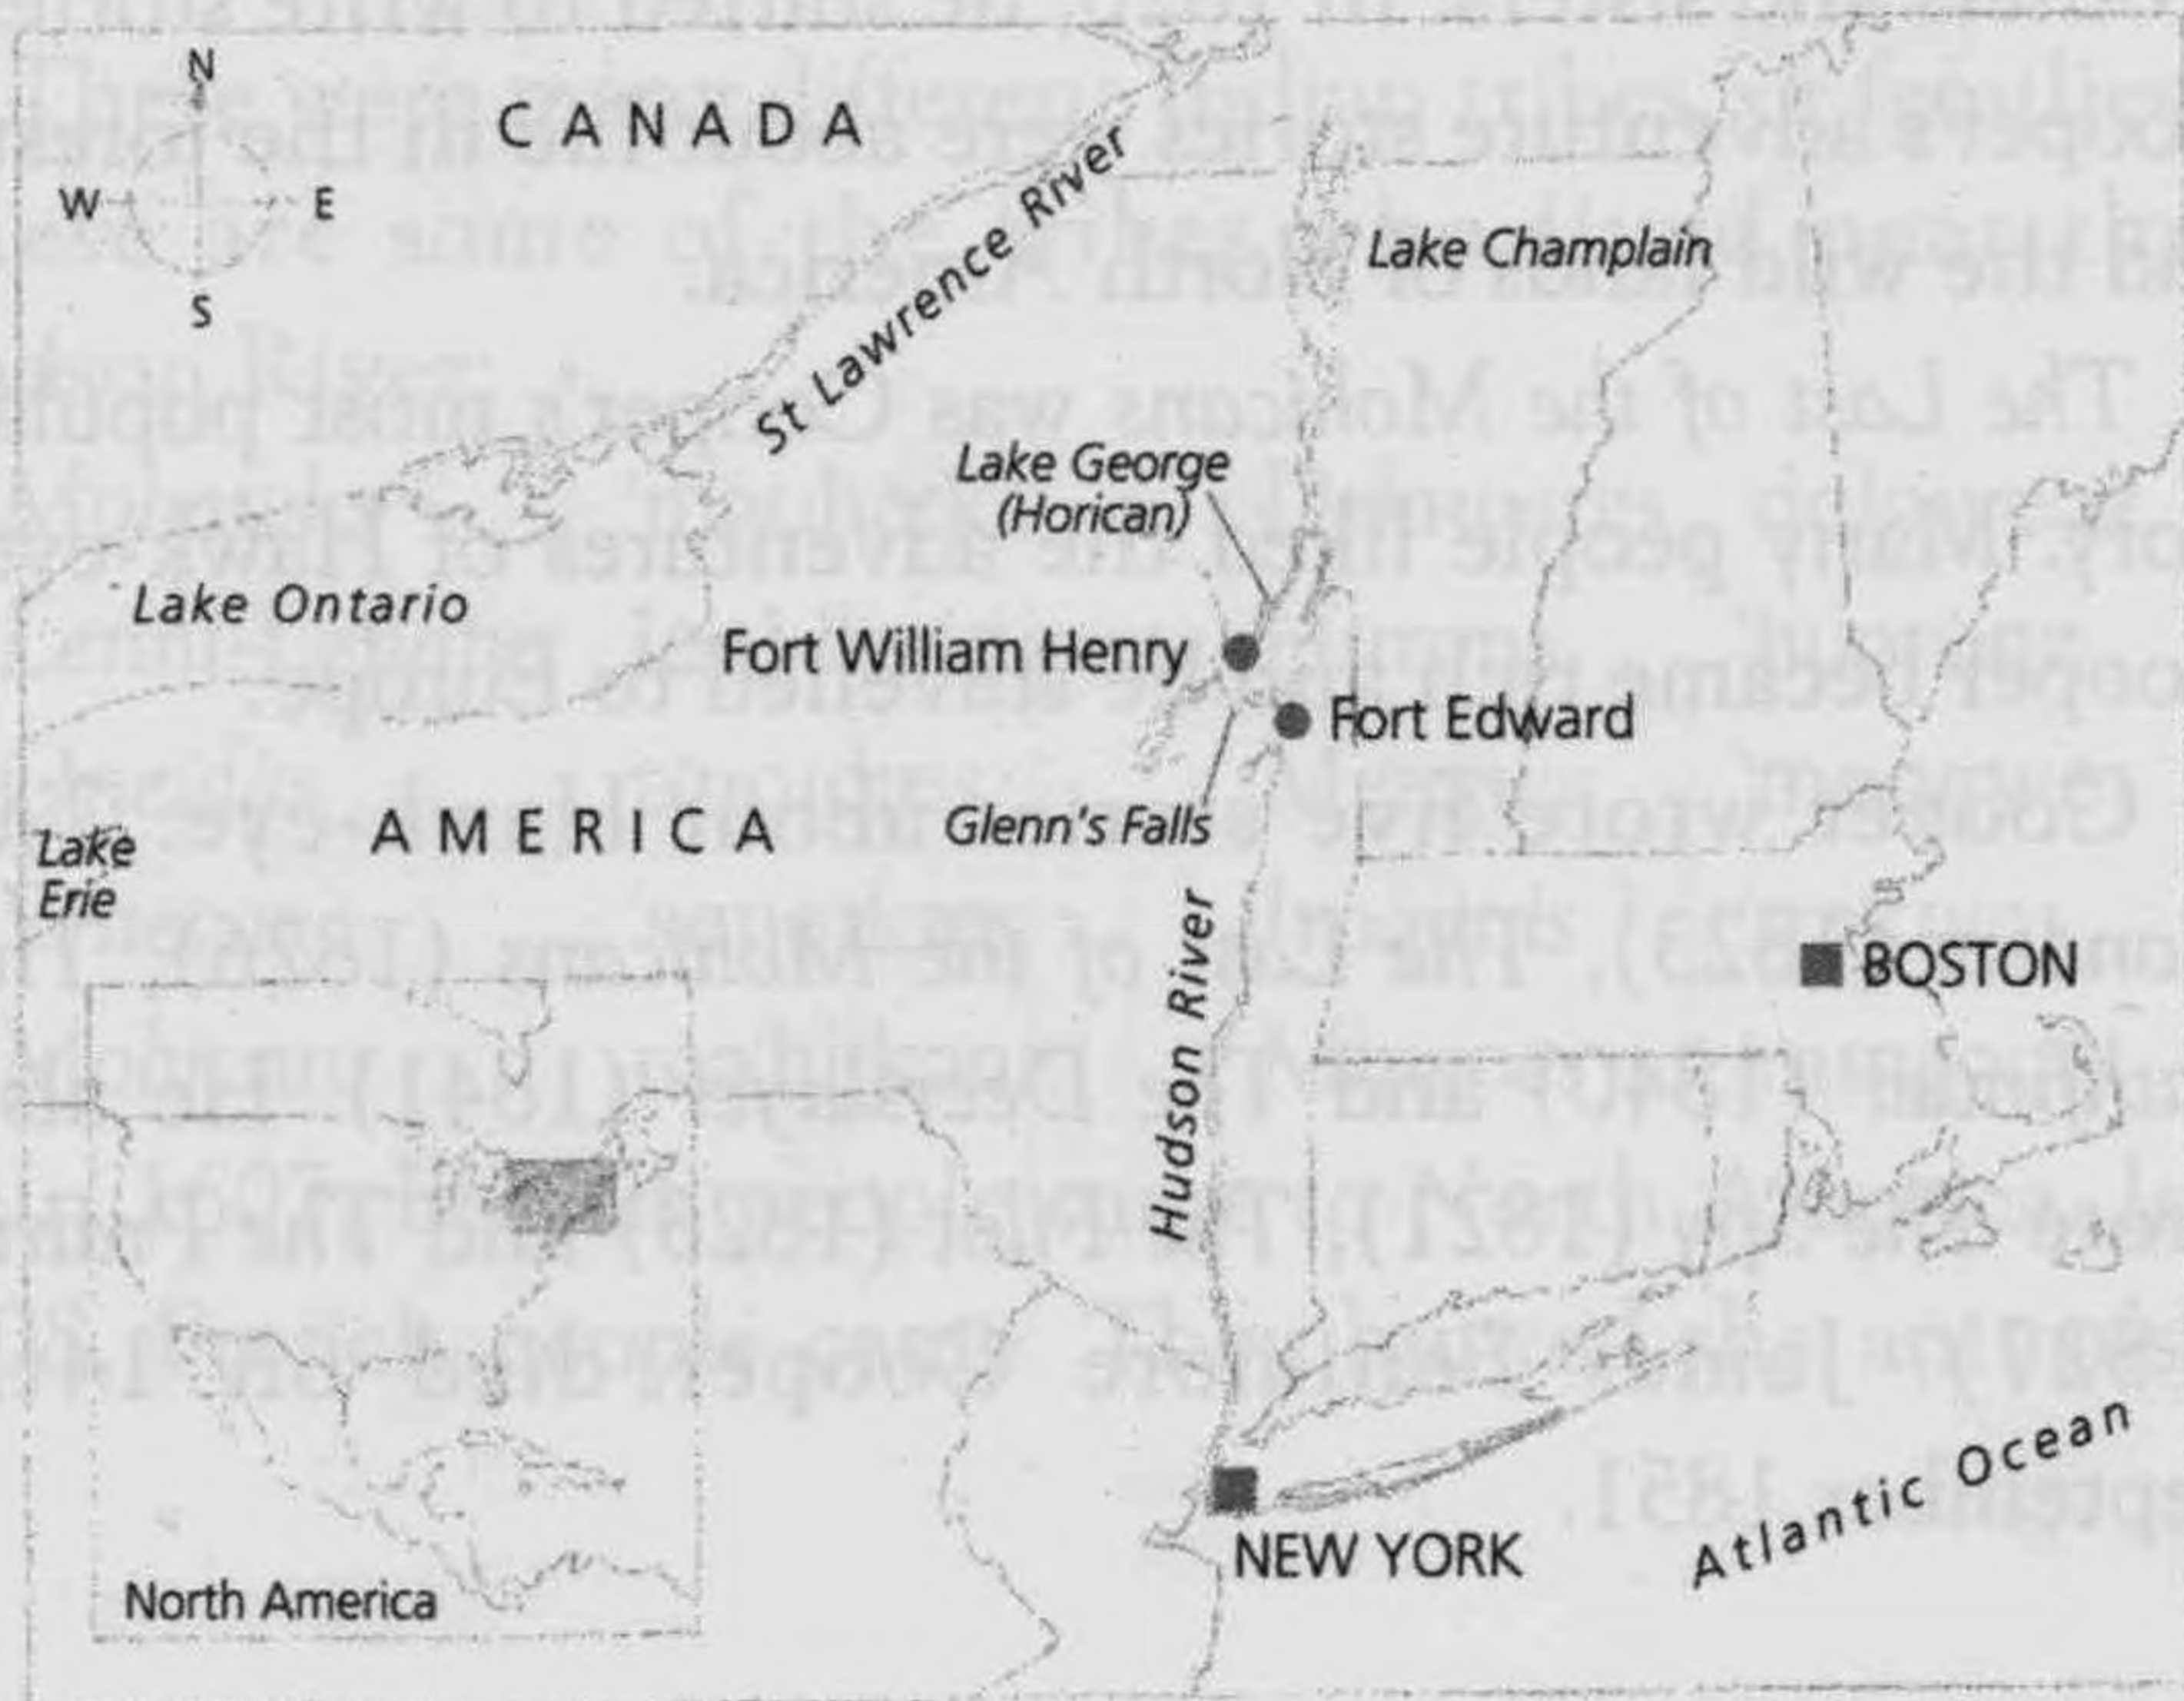 N
CANADA
W
E
S
St Lawrence River
Lake Champlain
Lake George
(Horican)
Lake Ontario
Fort William Henry
Fort Edward
Glenn's Falls
AMERICA
Lake
Erie
Hudson River
BOSTON
NEW YORK
Atlantic Ocean
North America